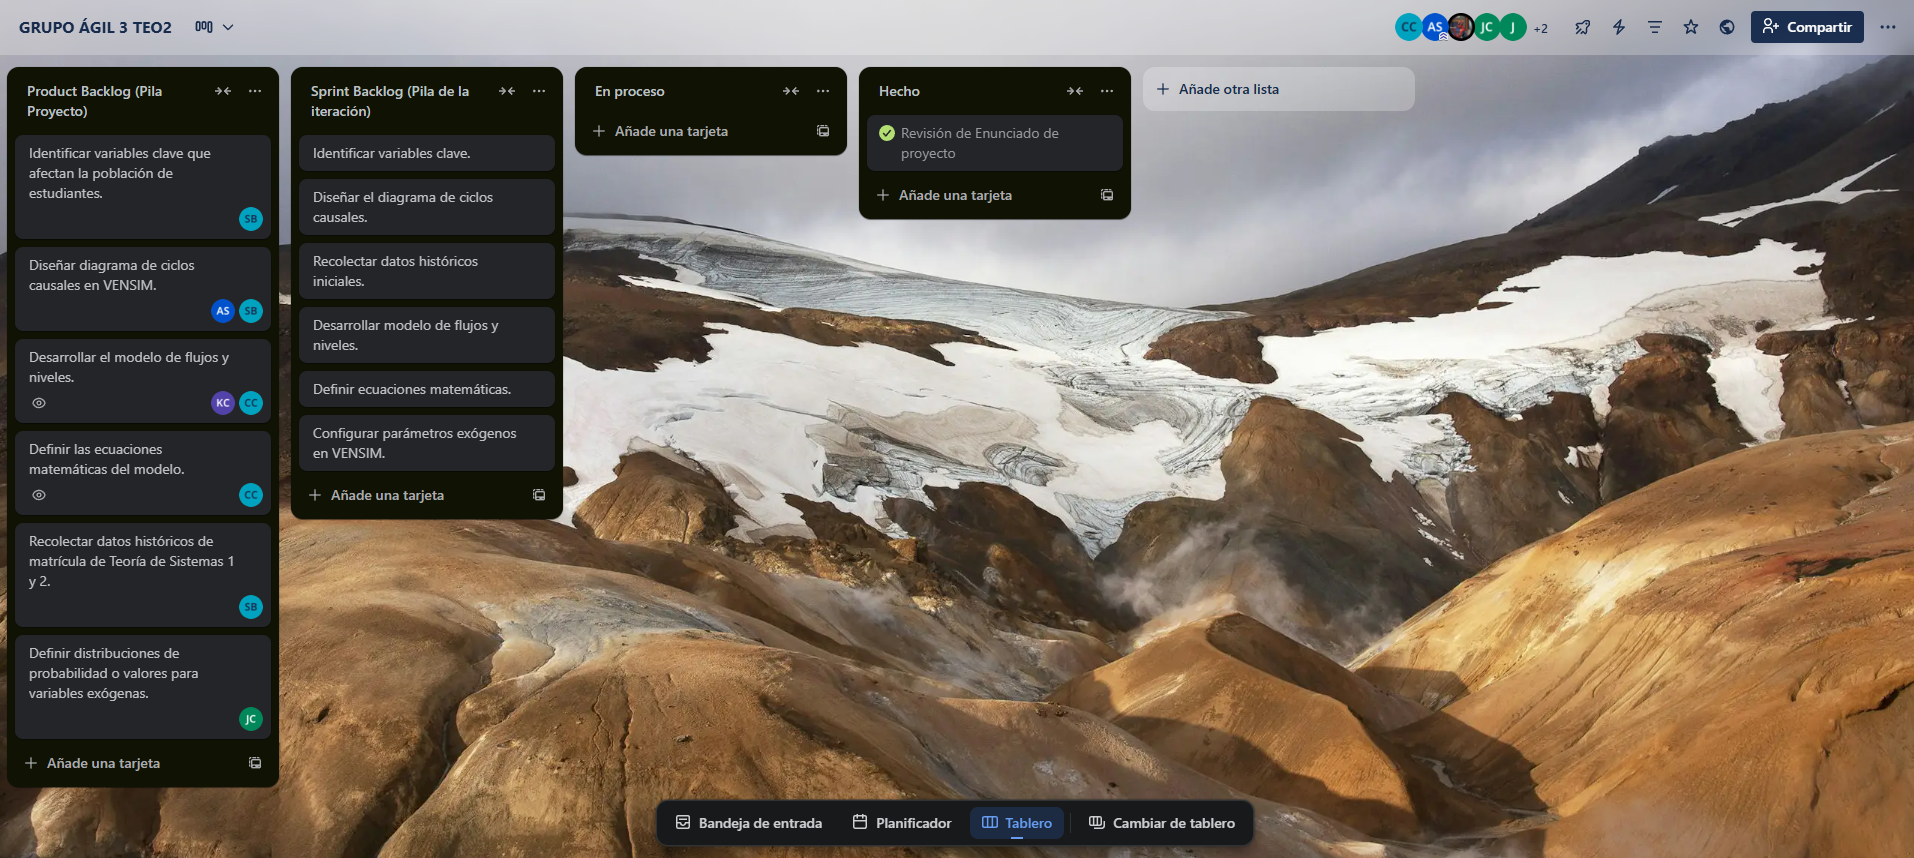 GRUPO ÁGIL 3 TEO2
CC AS JC J +2
Compartir
Product Backlog (Pila
Proyecto)
Identificar variables clave que
afectan la población de
estudiantes.
SB
Diseñar diagrama de ciclos
causales en VENSIM.
AS SB
Desarrollar el modelo de flujos y
niveles.
KC CC
Definir las ecuaciones
matemáticas del modelo.
CC
Recolectar datos históricos de
matrícula de Teoría de Sistemas 1
y 2.
SB
Definir distribuciones de
probabilidad o valores para
variables exógenas.
JC
Añade una tarjeta
Sprint Backlog (Pila de la
iteración)
Identificar variables clave.
Diseñar el diagrama de ciclos
causales.
Recolectar datos históricos
iniciales.
Desarrollar modelo de flujos y
niveles.
Definir ecuaciones matemáticas.
Configurar parámetros exógenos
en VENSIM.
Añade una tarjeta
En proceso
Añade una tarjeta
Hecho
Revisión de Enunciado de
proyecto
Añade una tarjeta
Añade otra lista
Bandeja de entrada
Planificador
Tablero
Cambiar de tablero